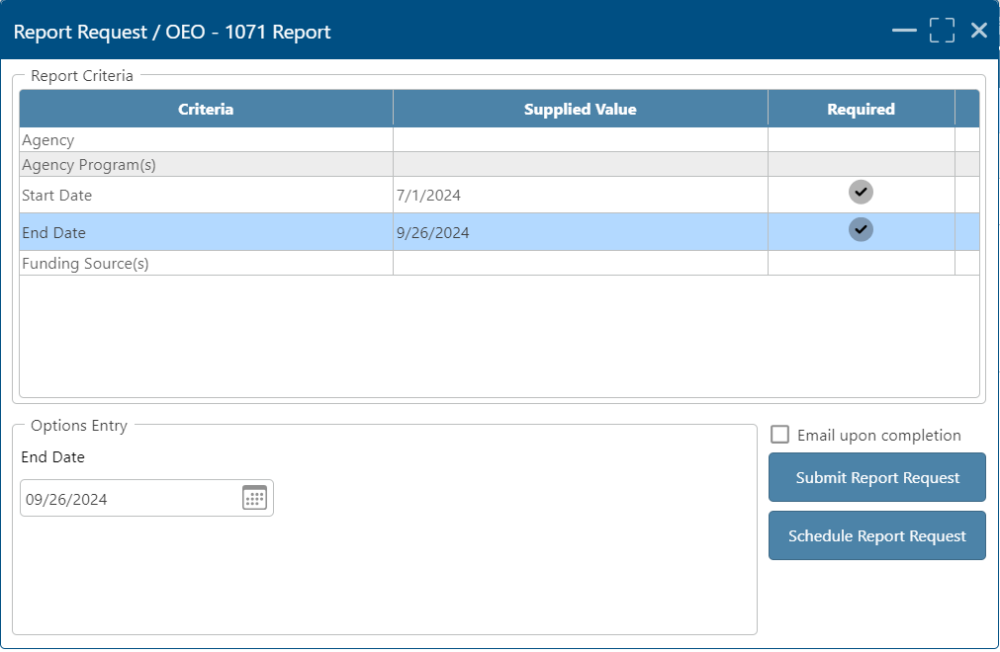 Report Request / OEO - 1071 Report
Report Criteria
Criteria Supplied Value Required
Agency
Agency Program(s)
Start Date 7/1/2024
End Date 9/26/2024
Funding Source(s)
Options Entry
End Date
09/26/2024
Email upon completion
Submit Report Request
Schedule Report Request